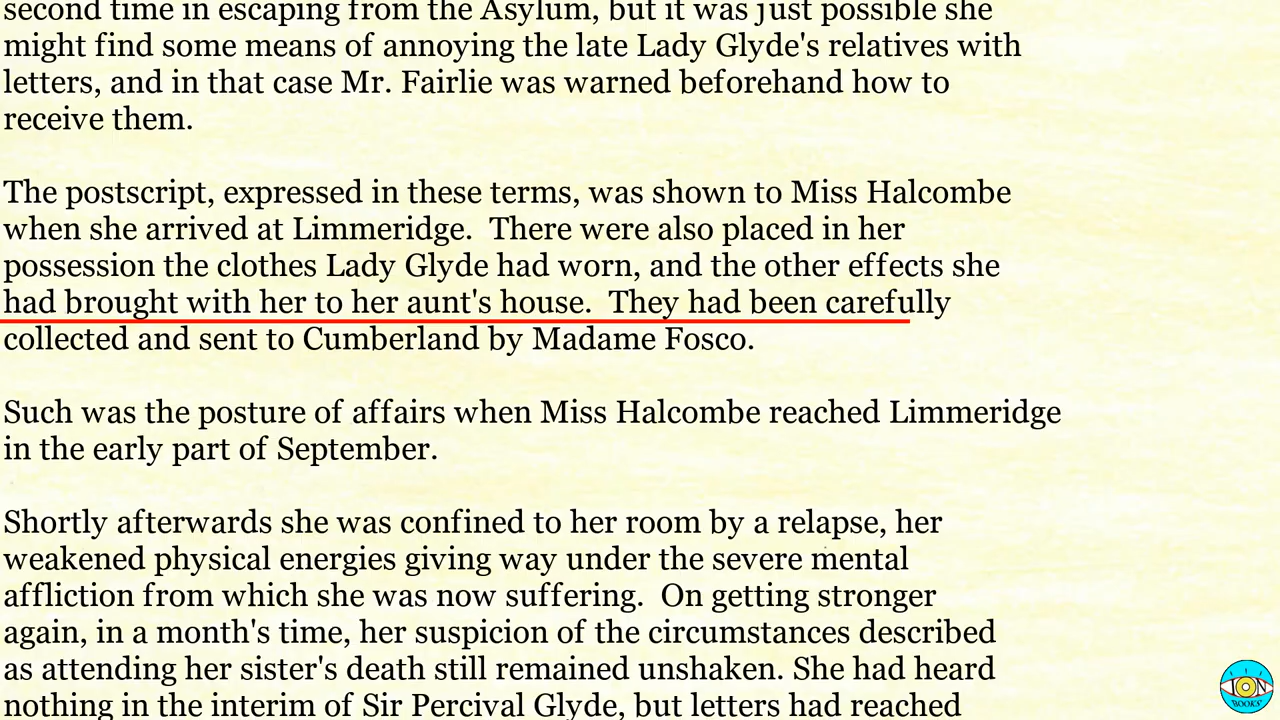 second time in escaping from the Asylum, but it was just possible she
might find some means of annoying the late Lady Glyde's relatives with
letters, and in that case Mr. Fairlie was warned beforehand how to
receive them.
The postscript, expressed in these terms, was shown to Miss Halcombe
when she arrived at Limmeridge.  There were also placed in her
possession the clothes Lady Glyde had worn, and the other effects she
had brought with her to her aunt's house.  They had been carefully
collected and sent to Cumberland by Madame Fosco.
Such was the posture of affairs when Miss Halcombe reached Limmeridge
in the early part of September.
Shortly afterwards she was confined to her room by a relapse, her
weakened physical energies giving way under the severe mental
affliction from which she was now suffering.  On getting stronger
again, in a month's time, her suspicion of the circumstances described
as attending her sister's death still remained unshaken. She had heard
nothing in the interim of Sir Percival Glyde, but letters had reached
ION
BOOKS